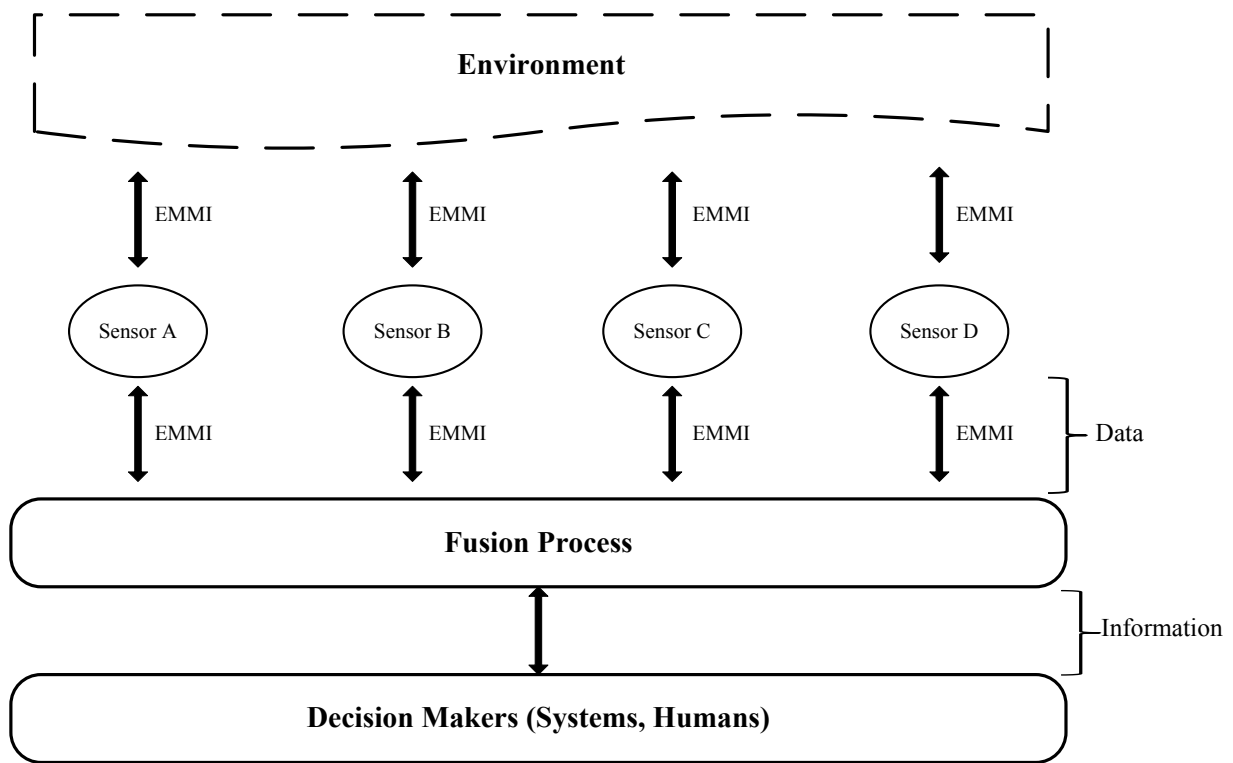 Environment
EMMI EMMI EMMI EMMI
Sensor A Sensor B Sensor C Sensor D
EMMI EMMI EMMI EMMI
Data
Fusion Process
Information
Decision Makers (Systems, Humans)